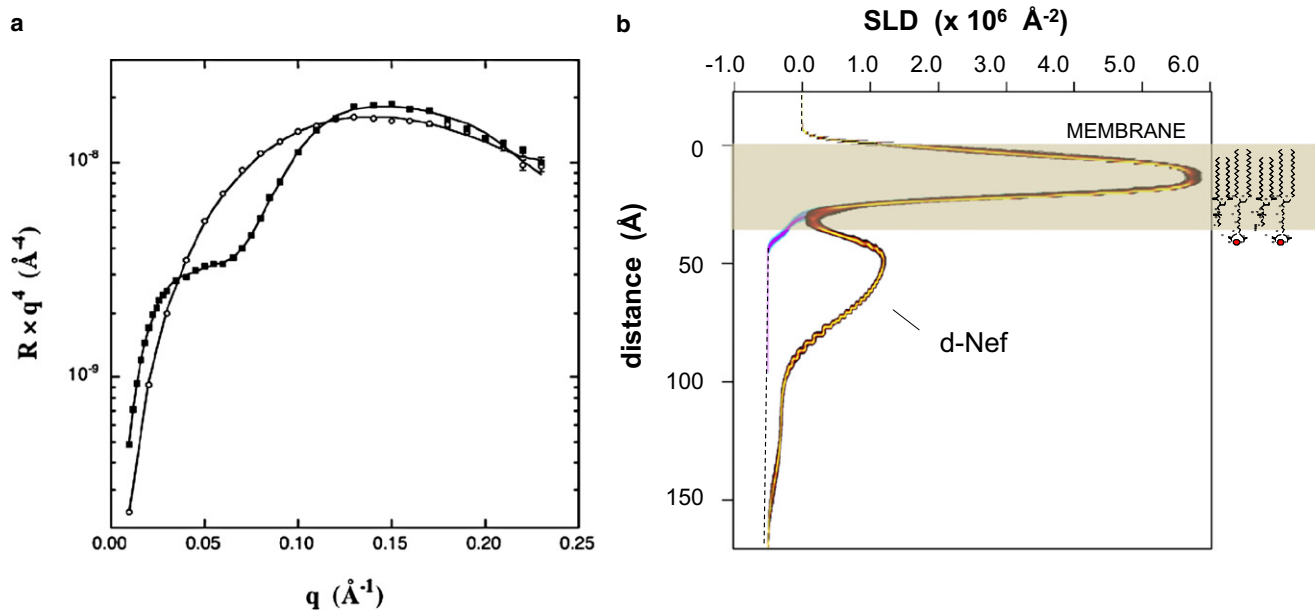 a
10⁻⁸
10⁻⁹
R × q⁴ (Å⁻⁴)
0.00 0.05 0.10 0.15 0.20 0.25
q (Å⁻¹)
b
SLD (x 10⁶ Å⁻²)
-1.0 0.0 1.0 2.0 3.0 4.0 5.0 6.0
MEMBRANE
0
50
100
150
distance (Å)
d-Nef